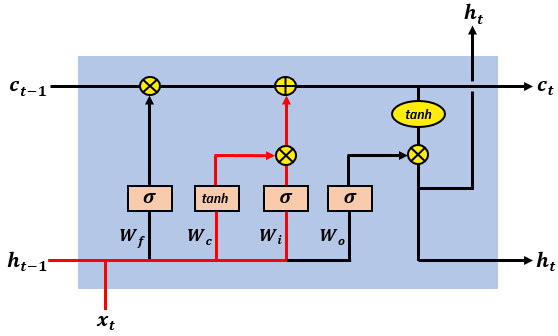 h_t
c_{t-1}
c_t
tanh
σ
tanh
σ
σ
W_f
W_c
W_i
W_o
h_{t-1}
h_t
x_t